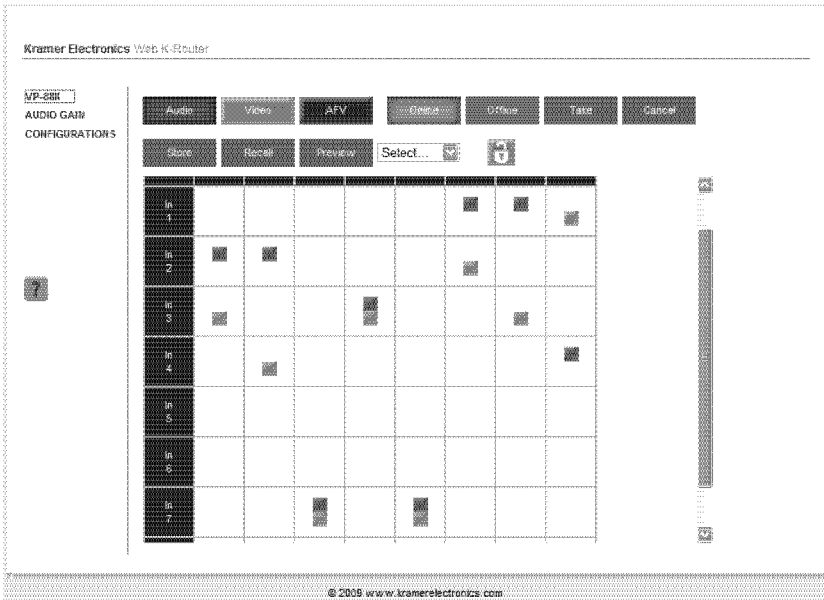 Kramer Electronics Web K-Router
VP-88K
AUDIO GAIN
CONFIGURATIONS
Audio Video AFV Online Offline Take Cancel
Store Recall Preview Select...
In 1
In 2
?
In 3
In 4
In 5
In 6
In 7
© 2009 www.kramerelectronics.com